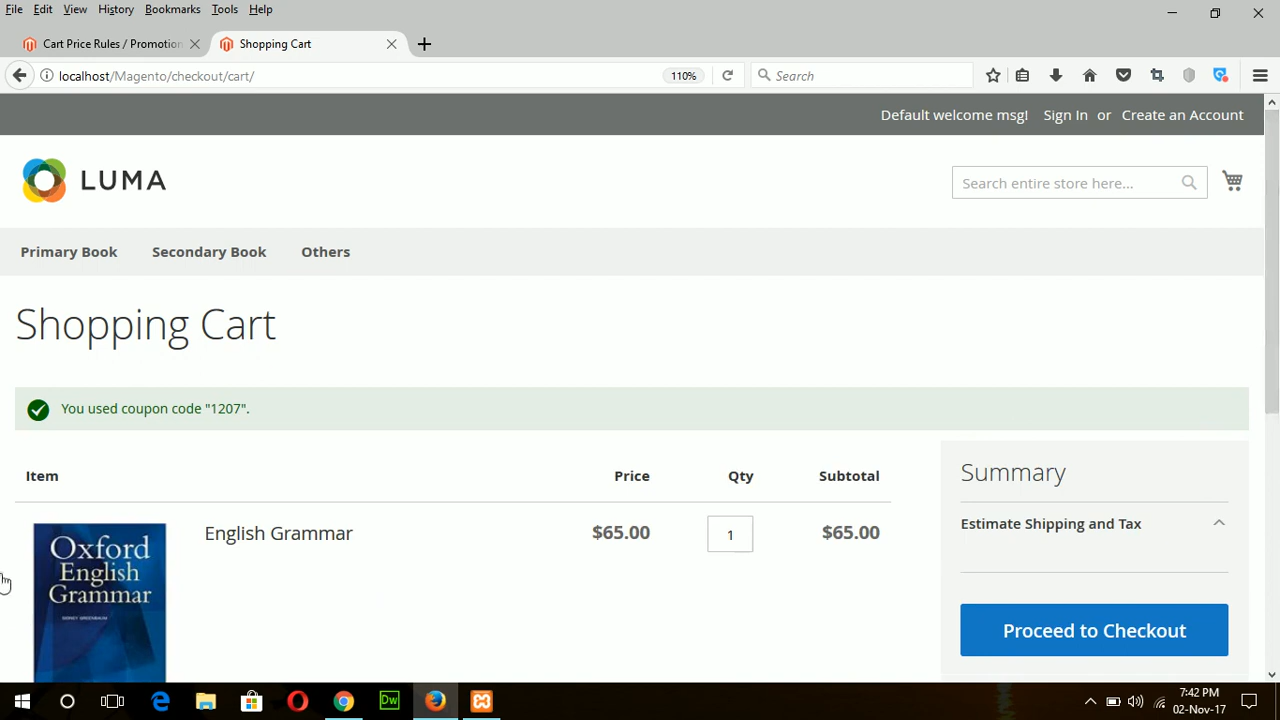 File Edit View History Bookmarks Tools Help
Cart Price Rules / Promotion
Shopping Cart
localhost/Magento/checkout/cart/
110%
Search
Default welcome msg! Sign In or Create an Account
LUMA
Search entire store here...
Primary Book Secondary Book Others
Shopping Cart
You used coupon code "1207".
Item Price Qty Subtotal
Summary
Estimate Shipping and Tax
English Grammar $65.00 1 $65.00
Oxford
English
Grammar
Proceed to Checkout
Dw
7:42 PM
02-Nov-17